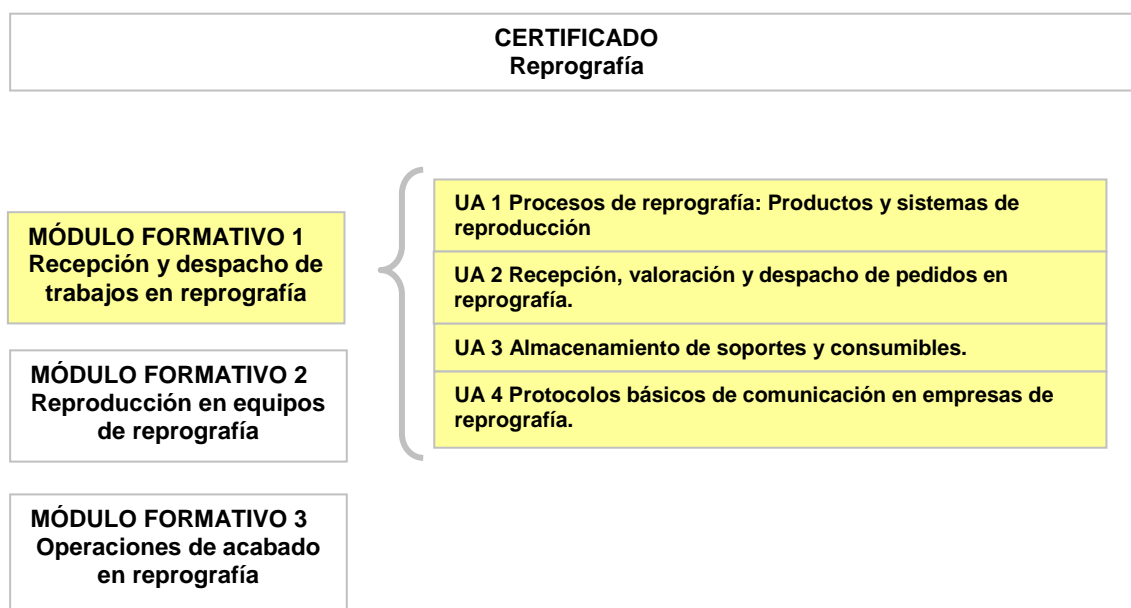 CERTIFICADO
Reprografía
MÓDULO FORMATIVO 1
Recepción y despacho de
trabajos en reprografía
UA 1 Procesos de reprografía: Productos y sistemas de
reproducción
UA 2 Recepción, valoración y despacho de pedidos en
reprografía.
UA 3 Almacenamiento de soportes y consumibles.
UA 4 Protocolos básicos de comunicación en empresas de
reprografía.
MÓDULO FORMATIVO 2
Reproducción en equipos
de reprografía
MÓDULO FORMATIVO 3
Operaciones de acabado
en reprografía